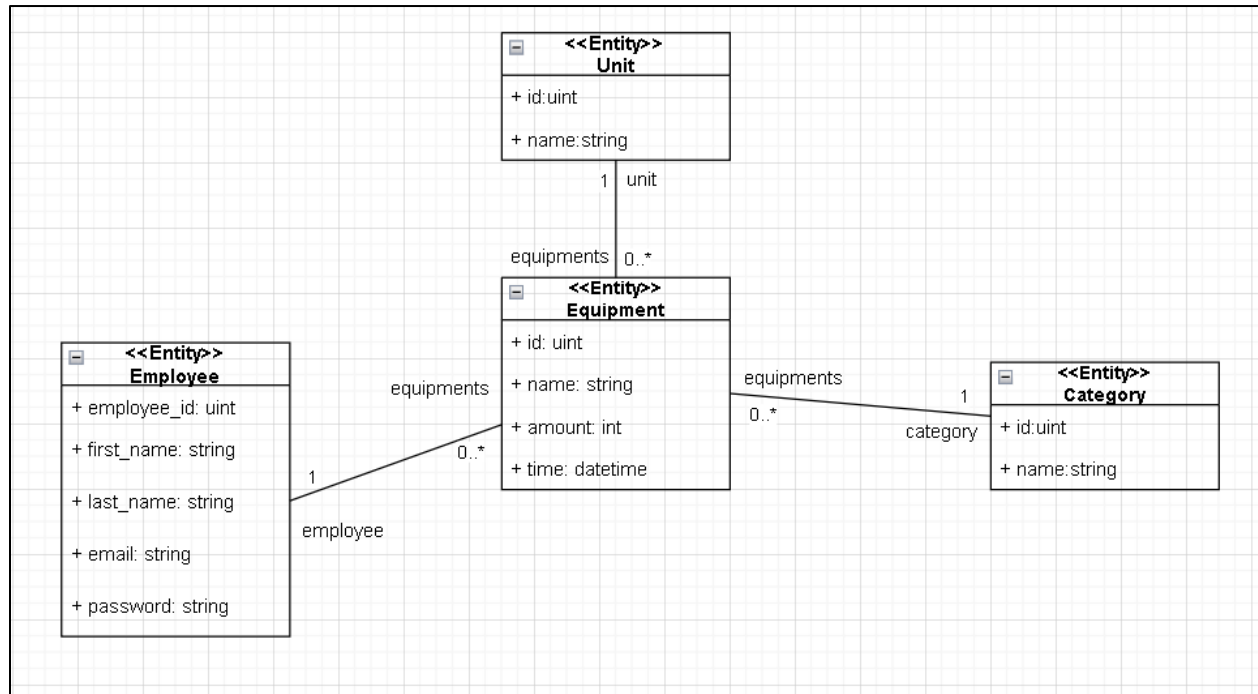 <<Entity>>
Unit
+ id:uint
+ name:string
1 unit
equipments 0..*
<<Entity>>
Equipment
+ id: uint
+ name: string
+ amount: int
+ time: datetime
<<Entity>>
Employee
+ employee_id: uint
+ first_name: string
+ last_name: string
+ email: string
+ password: string
equipments
0..*
1
employee
equipments
0..*
1
category
<<Entity>>
Category
+ id:uint
+ name:string